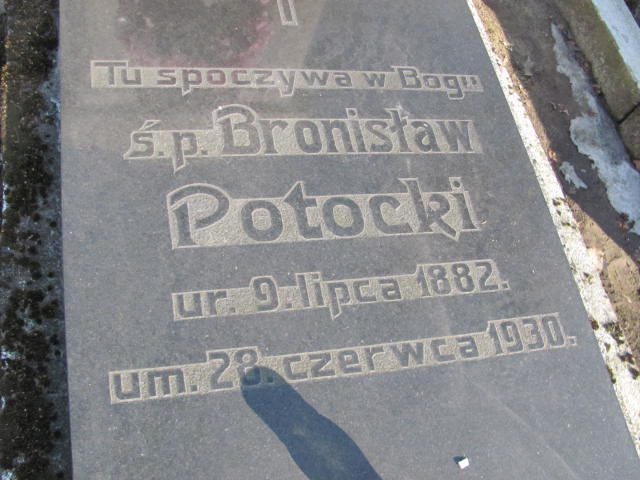 Tu spoczywa w Bogu
ś.p. Bronisław
Potocki
ur. 9. lipca 1882.
um. 28. czerwca 1930.